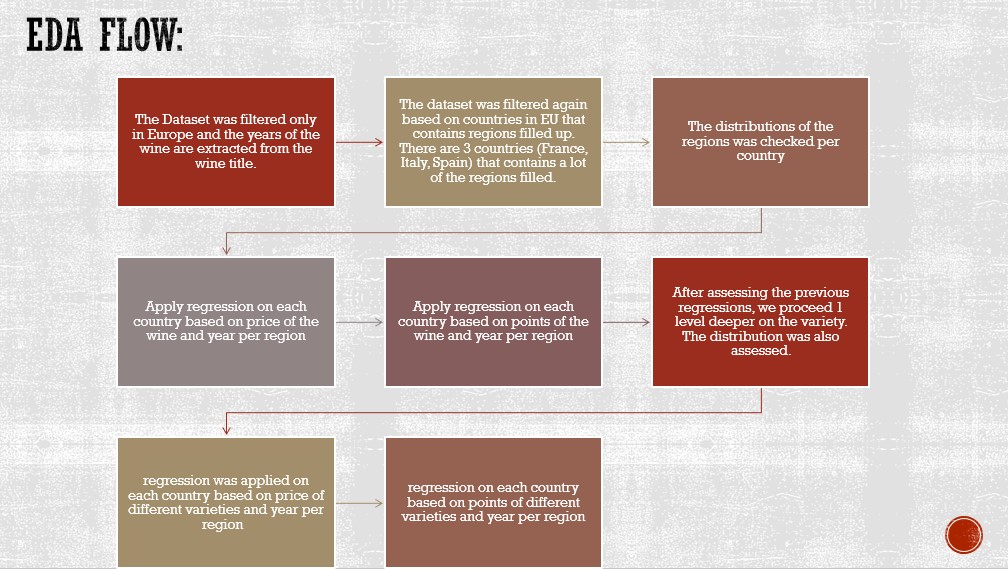 EDA FLOW:
The Dataset was filtered only
in Europe and the years of the
wine are extracted from the
wine title.
The dataset was filtered again
based on countries in EU that
contains regions filled up.
There are 3 countries (France,
Italy, Spain) that contains a lot
of the regions filled.
The distributions of the
regions was checked per
country
Apply regression on each
country based on price of the
wine and year per region
Apply regression on each
country based on points of the
wine and year per region
After assessing the previous
regressions, we proceed 1
level deeper on the variety.
The distribution was also
assessed.
regression was applied on
each country based on price of
different varieties and year per
region
regression on each country
based on points of different
varieties and year per region